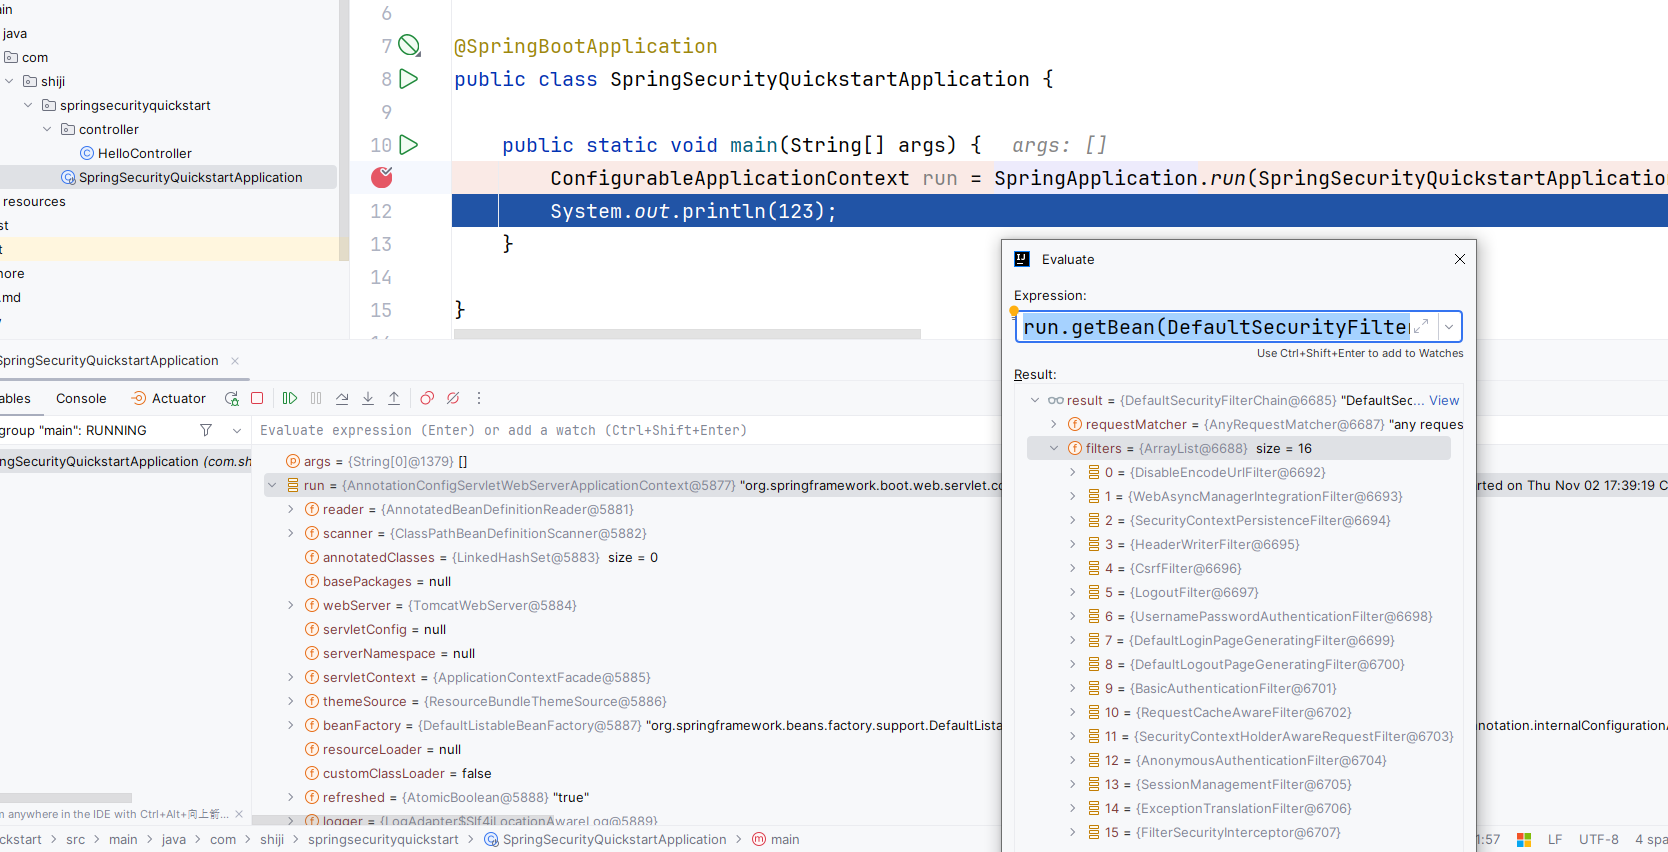 ain
java
com
shiji
springsecurityquickstart
controller
HelloController
SpringSecurityQuickstartApplication
resources
st
t
nore
.md
6
7 @SpringBootApplication
8 public class SpringSecurityQuickstartApplication {
9
10 public static void main(String[] args) { args: []
ConfigurableApplicationContext run = SpringApplication.run(SpringSecurityQuickstartApplicatio
12 System.out.println(123);
13 }
14
15 }
SpringSecurityQuickstartApplication
ables Console Actuator
group "main": RUNNING
Evaluate expression (Enter) or add a watch (Ctrl+Shift+Enter)
ngSecurityQuickstartApplication (com.sh
args = {String[0]@1379} []
run = {AnnotationConfigServletWebServerApplicationContext@5877} "org.springframework.boot.web.servlet.co
rted on Thu Nov 02 17:39:19 C
reader = {AnnotatedBeanDefinitionReader@5881}
scanner = {ClassPathBeanDefinitionScanner@5882}
annotatedClasses = {LinkedHashSet@5883} size = 0
basePackages = null
webServer = {TomcatWebServer@5884}
servletConfig = null
serverNamespace = null
servletContext = {ApplicationContextFacade@5885}
themeSource = {ResourceBundleThemeSource@5886}
beanFactory = {DefaultListableBeanFactory@5887} "org.springframework.beans.factory.support.DefaultLista
nnotation.internalConfigurationA
resourceLoader = null
customClassLoader = false
refreshed = {AtomicBoolean@5888} "true"
logger = {LogAdapter$Slf4jLocationAwareLog@5889}
Evaluate
Expression:
run.getBean(DefaultSecurityFilter
Use Ctrl+Shift+Enter to add to Watches
Result:
result = {DefaultSecurityFilterChain@6685} "DefaultSec... View
requestMatcher = {AnyRequestMatcher@6687} "any reques
filters = {ArrayList@6688} size = 16
0 = {DisableEncodeUrlFilter@6692}
1 = {WebAsyncManagerIntegrationFilter@6693}
2 = {SecurityContextPersistenceFilter@6694}
3 = {HeaderWriterFilter@6695}
4 = {CsrfFilter@6696}
5 = {LogoutFilter@6697}
6 = {UsernamePasswordAuthenticationFilter@6698}
7 = {DefaultLoginPageGeneratingFilter@6699}
8 = {DefaultLogoutPageGeneratingFilter@6700}
9 = {BasicAuthenticationFilter@6701}
10 = {RequestCacheAwareFilter@6702}
11 = {SecurityContextHolderAwareRequestFilter@6703}
12 = {AnonymousAuthenticationFilter@6704}
13 = {SessionManagementFilter@6705}
14 = {ExceptionTranslationFilter@6706}
15 = {FilterSecurityInterceptor@6707}
m anywhere in the IDE with Ctrl+Alt+向上箭...
ckstart > src > main > java > com > shiji > springsecurityquickstart > SpringSecurityQuickstartApplication > main
1:57 LF UTF-8 4 spa